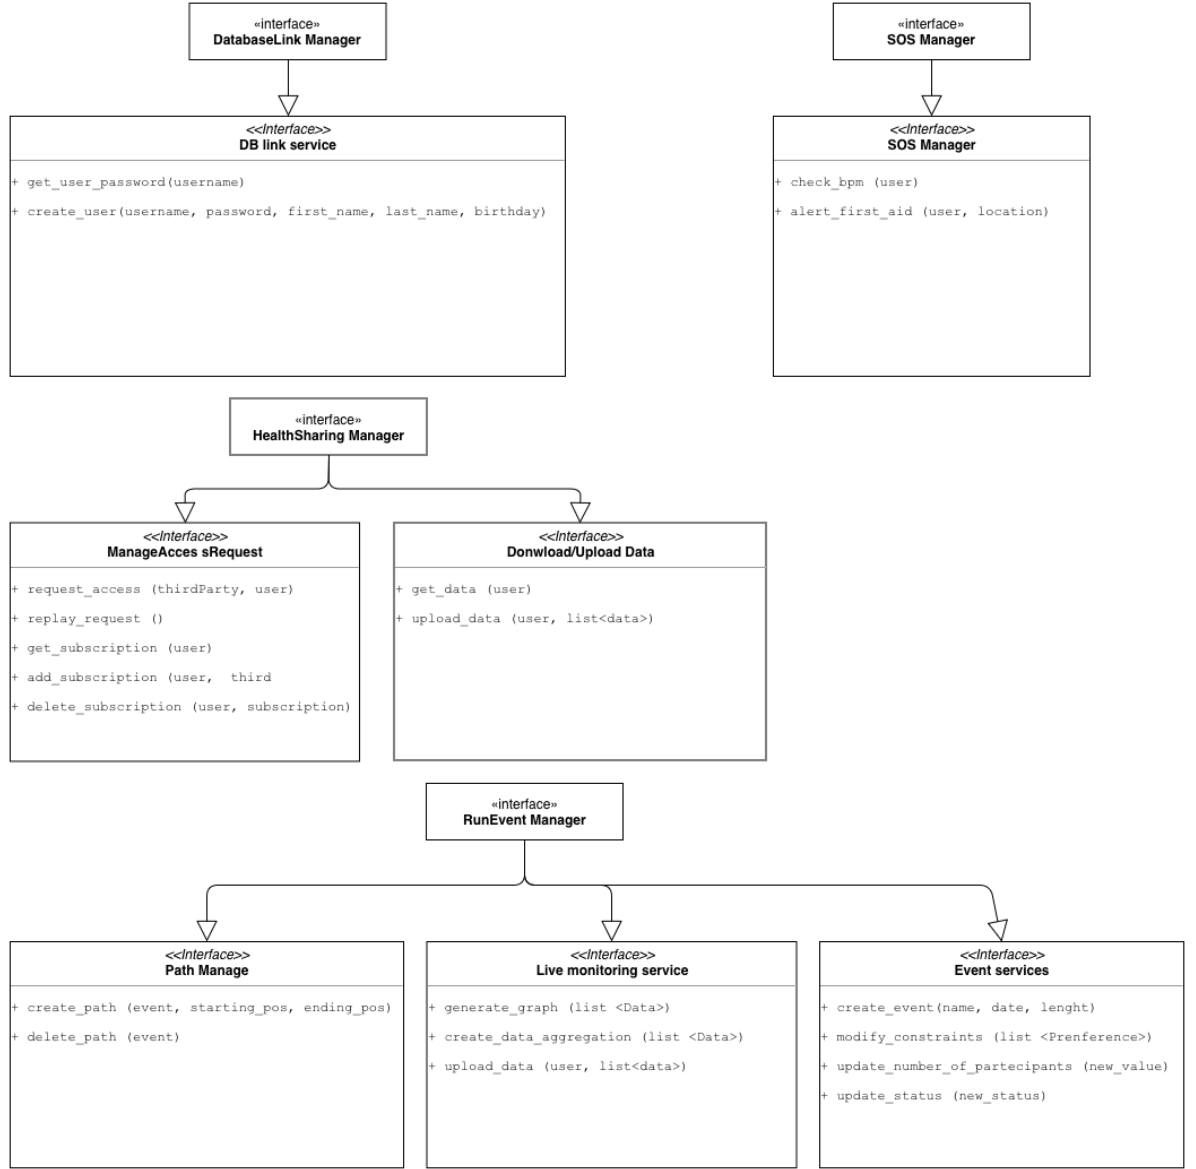 «interface»
DatabaseLink Manager
<<Interface>>
DB link service
+ get_user_password(username)
+ create_user(username, password, first_name, last_name, birthday)
«interface»
SOS Manager
<<Interface>>
SOS Manager
+ check_bpm (user)
+ alert_first_aid (user, location)
«interface»
HealthSharing Manager
<<Interface>>
ManageAcces sRequest
+ request_access (thirdParty, user)
+ replay_request ()
+ get_subscription (user)
+ add_subscription (user, third
+ delete_subscription (user, subscription)
<<Interface>>
Donwload/Upload Data
+ get_data (user)
+ upload_data (user, list<data>)
«interface»
RunEvent Manager
<<Interface>>
Path Manage
+ create_path (event, starting_pos, ending_pos)
+ delete_path (event)
<<Interface>>
Live monitoring service
+ generate_graph (list <Data>)
+ create_data_aggregation (list <Data>)
+ upload_data (user, list<data>)
<<Interface>>
Event services
+ create_event(name, date, lenght)
+ modify_constraints (list <Prenference>)
+ update_number_of_partecipants (new_value)
+ update_status (new_status)